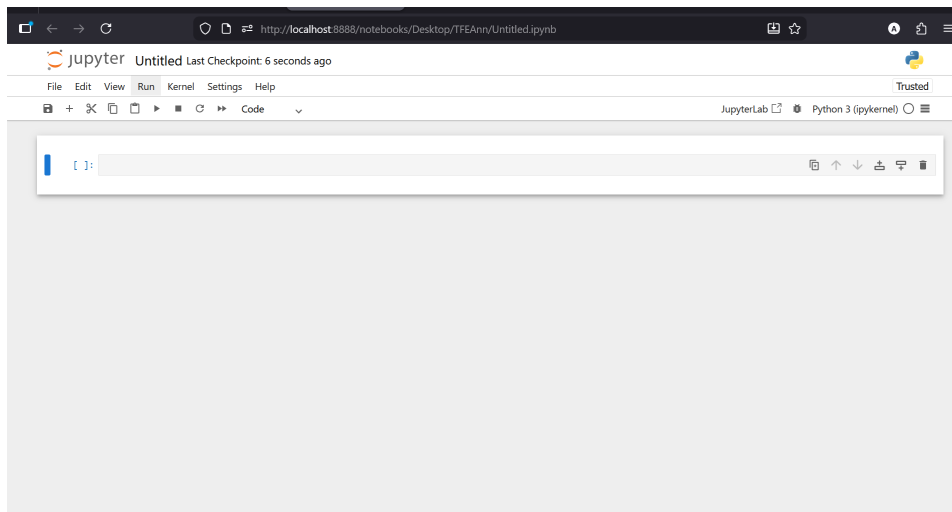 http://localhost:8888/notebooks/Desktop/TFEAnn/Untitled.ipynb
A
jupyter Untitled Last Checkpoint: 6 seconds ago
File Edit View Run Kernel Settings Help Trusted
Code JupyterLab Python 3 (ipykernel)
[ ]: